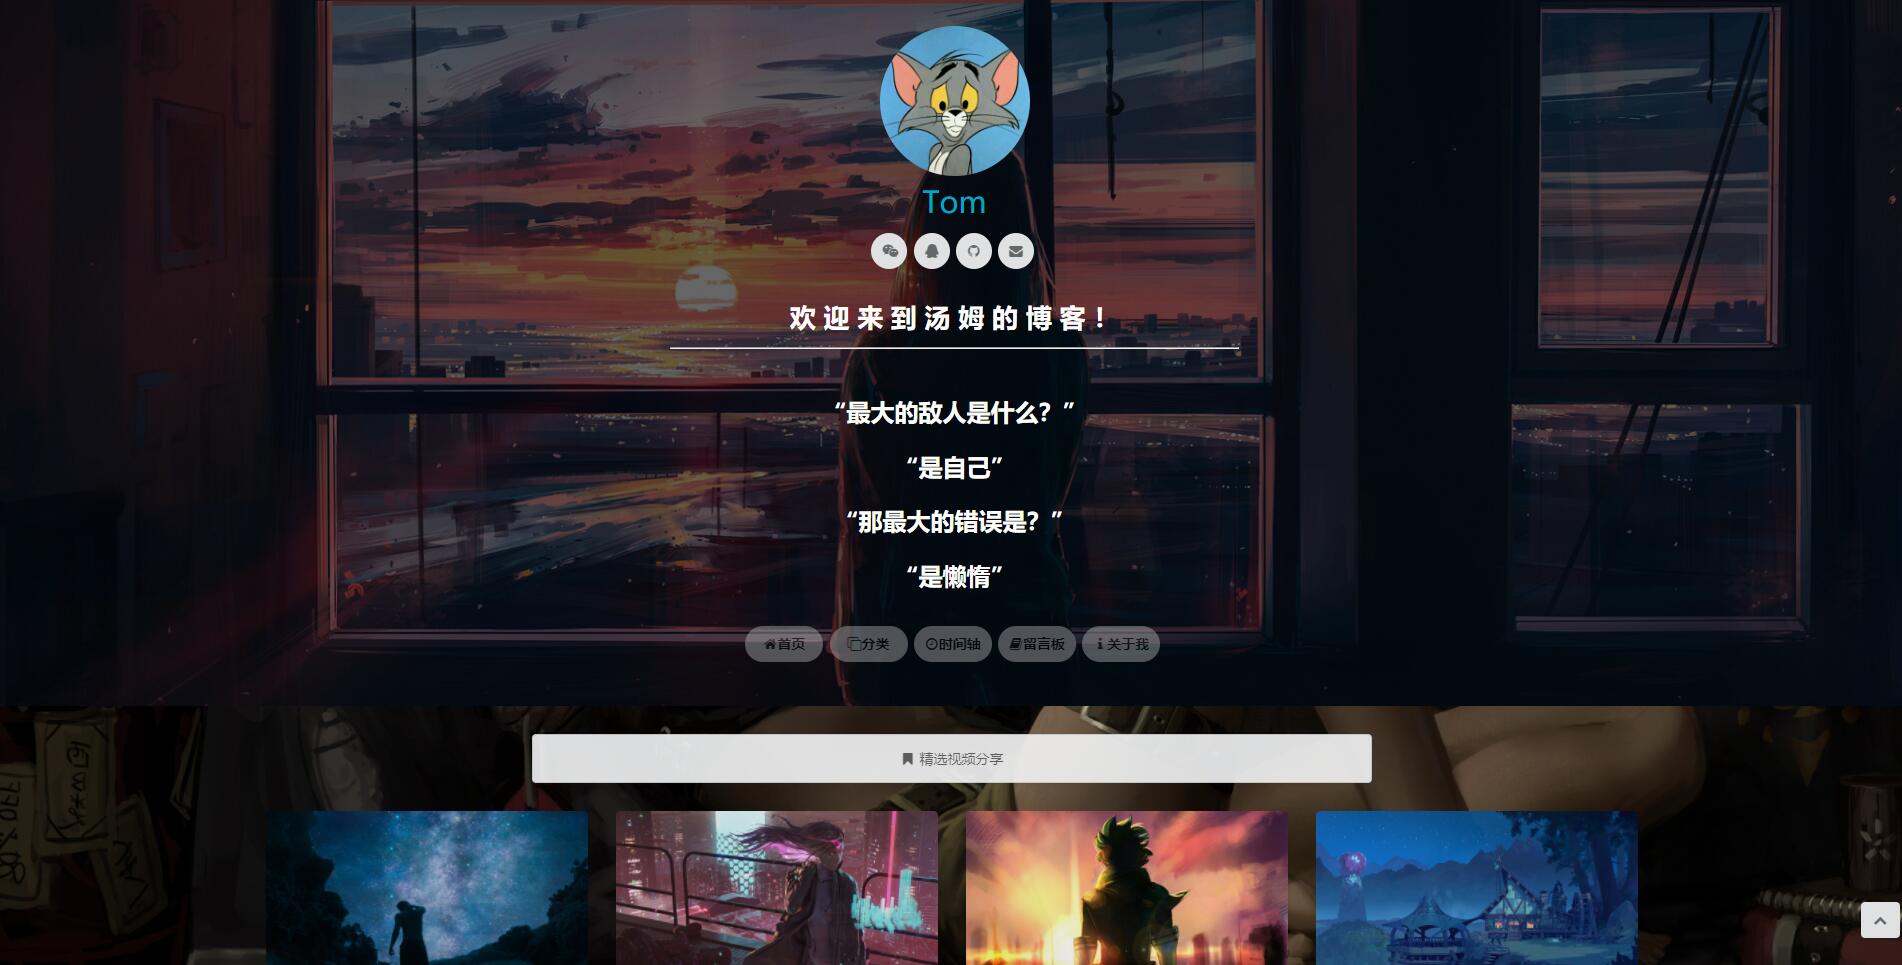 Tom
欢迎来到汤姆的博客！
“最大的敌人是什么？”
“是自己”
“那最大的错误是？”
“是懒惰”
首页 分类 时间轴 留言板 关于我
精选视频分享